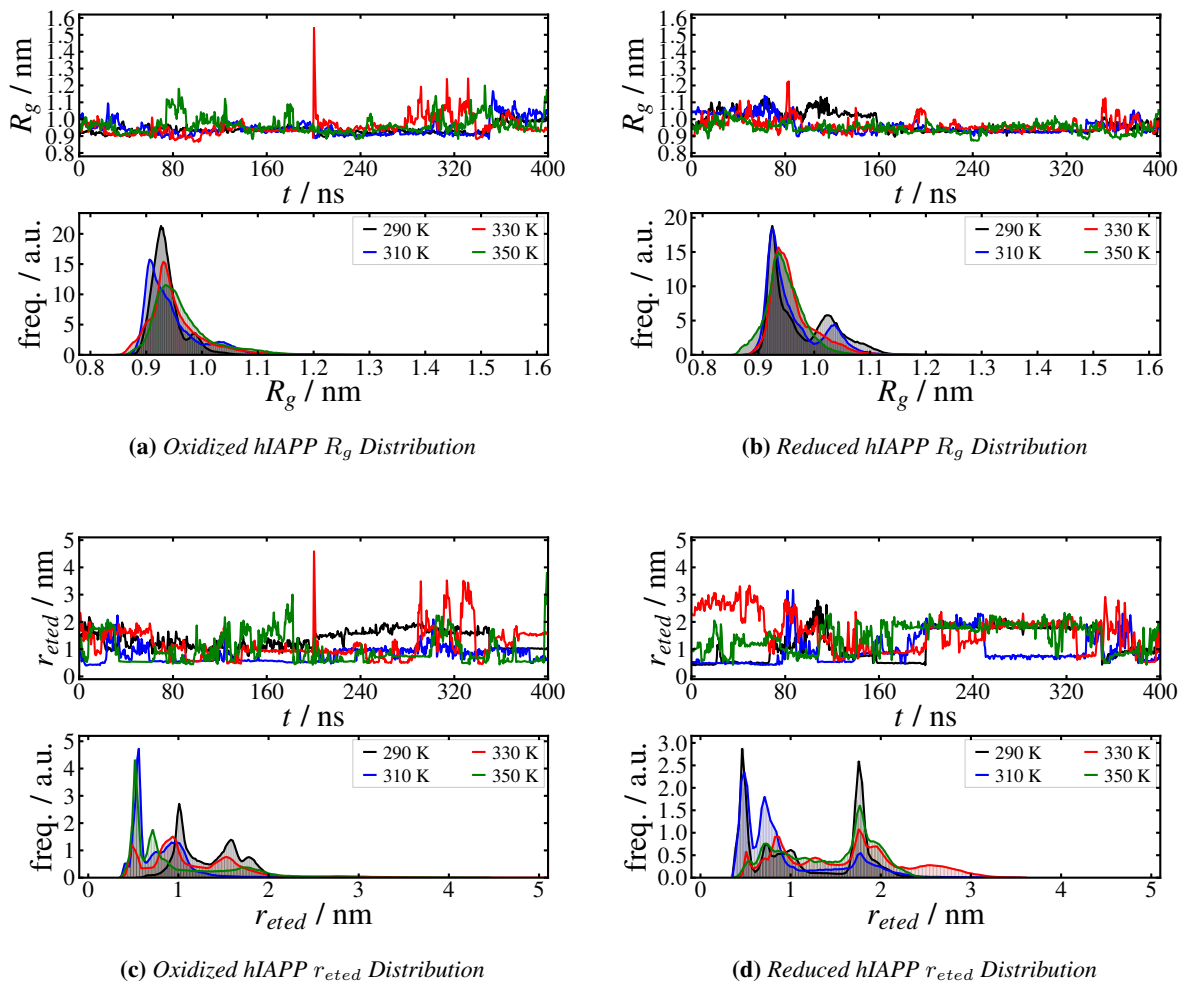 1.6
1.5
1.4
1.3
1.2
1.1
1.0
0.9
0.8
R_g / nm
0 80 160 240 320 400
t / ns
20
15
10
5
0
freq. / a.u.
290 K 330 K
310 K 350 K
0.8 0.9 1.0 1.1 1.2 1.3 1.4 1.5 1.6
R_g / nm
(a) Oxidized hIAPP R_g Distribution
1.6
1.5
1.4
1.3
1.2
1.1
1.0
0.9
0.8
R_g / nm
0 80 160 240 320 400
t / ns
20
15
10
5
0
freq. / a.u.
290 K 330 K
310 K 350 K
0.8 0.9 1.0 1.1 1.2 1.3 1.4 1.5 1.6
R_g / nm
(b) Reduced hIAPP R_g Distribution
5
4
3
2
1
0
r_eted / nm
0 80 160 240 320 400
t / ns
5
4
3
2
1
0
freq. / a.u.
290 K 330 K
310 K 350 K
0 1 2 3 4 5
r_eted / nm
(c) Oxidized hIAPP r_eted Distribution
5
4
3
2
1
0
r_eted / nm
0 80 160 240 320 400
t / ns
3.0
2.5
2.0
1.5
1.0
0.5
0.0
freq. / a.u.
290 K 330 K
310 K 350 K
0 1 2 3 4 5
r_eted / nm
(d) Reduced hIAPP r_eted Distribution